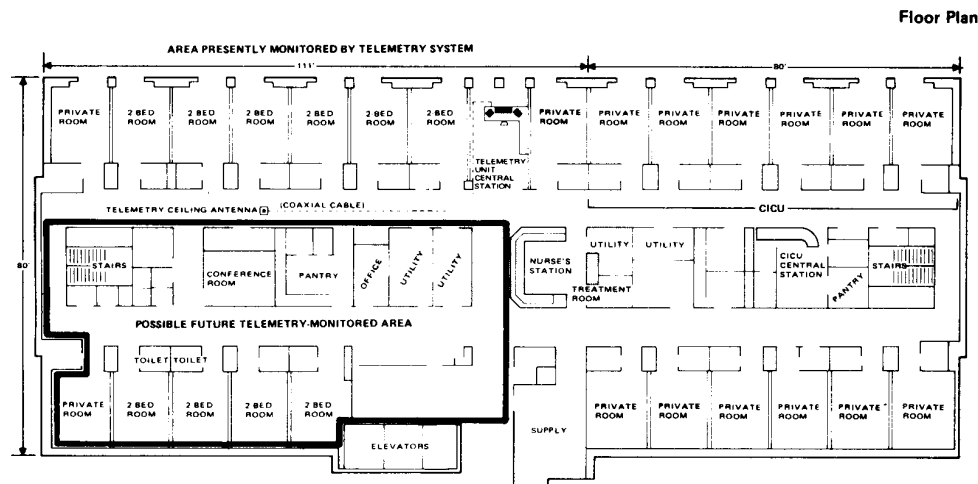 Floor Plan
AREA PRESENTLY MONITORED BY TELEMETRY SYSTEM
111'
80'
PRIVATE ROOM
2 BED ROOM
2 BED ROOM
2 BED ROOM
2 BED ROOM
2 BED ROOM
PRIVATE ROOM
PRIVATE ROOM
PRIVATE ROOM
PRIVATE ROOM
PRIVATE ROOM
PRIVATE ROOM
TELEMETRY
UNIT
CENTRAL
STATION
TELEMETRY CEILING ANTENNA
(COAXIAL CABLE)
CICU
80'
STAIRS
CONFERENCE
ROOM
PANTRY
OFFICE
UTILITY
UTILITY
NURSE'S
STATION
TREATMENT
ROOM
UTILITY
UTILITY
CICU
CENTRAL
STATION
PANTRY
STAIRS
POSSIBLE FUTURE TELEMETRY-MONITORED AREA
TOILET
TOILET
PRIVATE ROOM
2 BED ROOM
2 BED ROOM
2 BED ROOM
2 BED ROOM
ELEVATORS
SUPPLY
PRIVATE ROOM
PRIVATE ROOM
PRIVATE ROOM
PRIVATE ROOM
PRIVATE ROOM
PRIVATE ROOM